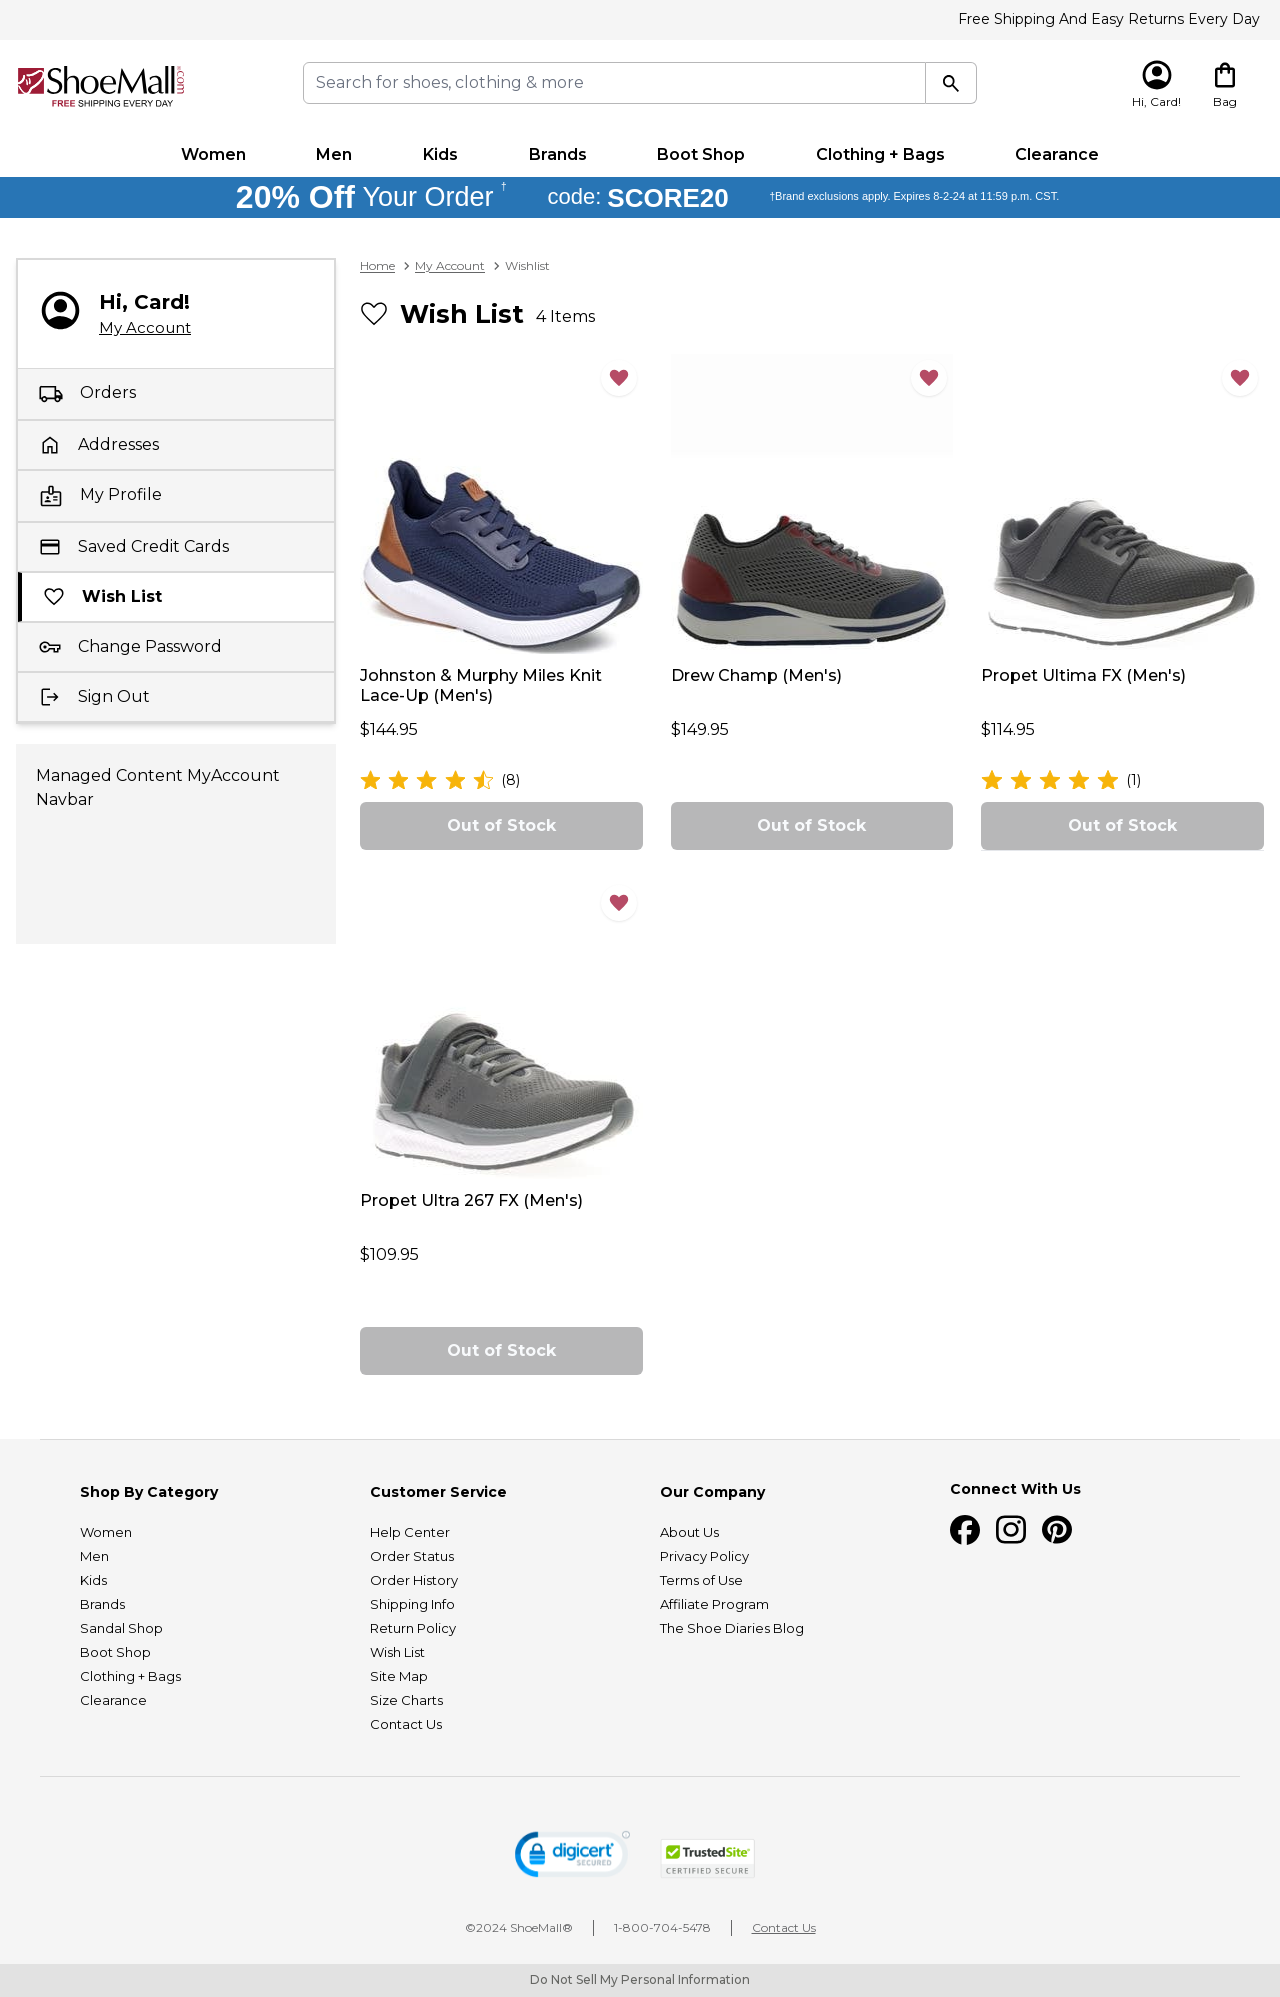 Free Shipping And Easy Returns Every Day
ShoeMall.com
FREE SHIPPING EVERY DAY
Search for shoes, clothing & more
Hi, Card!
Bag
Women
Men
Kids
Brands
Boot Shop
Clothing + Bags
Clearance
20% Off Your Order † code: SCORE20 †Brand exclusions apply. Expires 8-2-24 at 11:59 p.m. CST.
Hi, Card!
My Account
Orders
Addresses
My Profile
Saved Credit Cards
Wish List
Change Password
Sign Out
Managed Content MyAccount
Navbar
Home > My Account > Wishlist
Wish List 4 Items
Johnston & Murphy Miles Knit
Lace-Up (Men's)
$144.95
(8)
Out of Stock
Drew Champ (Men's)
$149.95
Out of Stock
Propet Ultima FX (Men's)
$114.95
(1)
Out of Stock
Propet Ultra 267 FX (Men's)
$109.95
Out of Stock
Shop By Category
Women
Men
Kids
Brands
Sandal Shop
Boot Shop
Clothing + Bags
Clearance
Customer Service
Help Center
Order Status
Order History
Shipping Info
Return Policy
Wish List
Site Map
Size Charts
Contact Us
Our Company
About Us
Privacy Policy
Terms of Use
Affiliate Program
The Shoe Diaries Blog
Connect With Us
digicert
SECURED
TrustedSite
CERTIFIED SECURE
©2024 ShoeMall®
1-800-704-5478
Contact Us
Do Not Sell My Personal Information